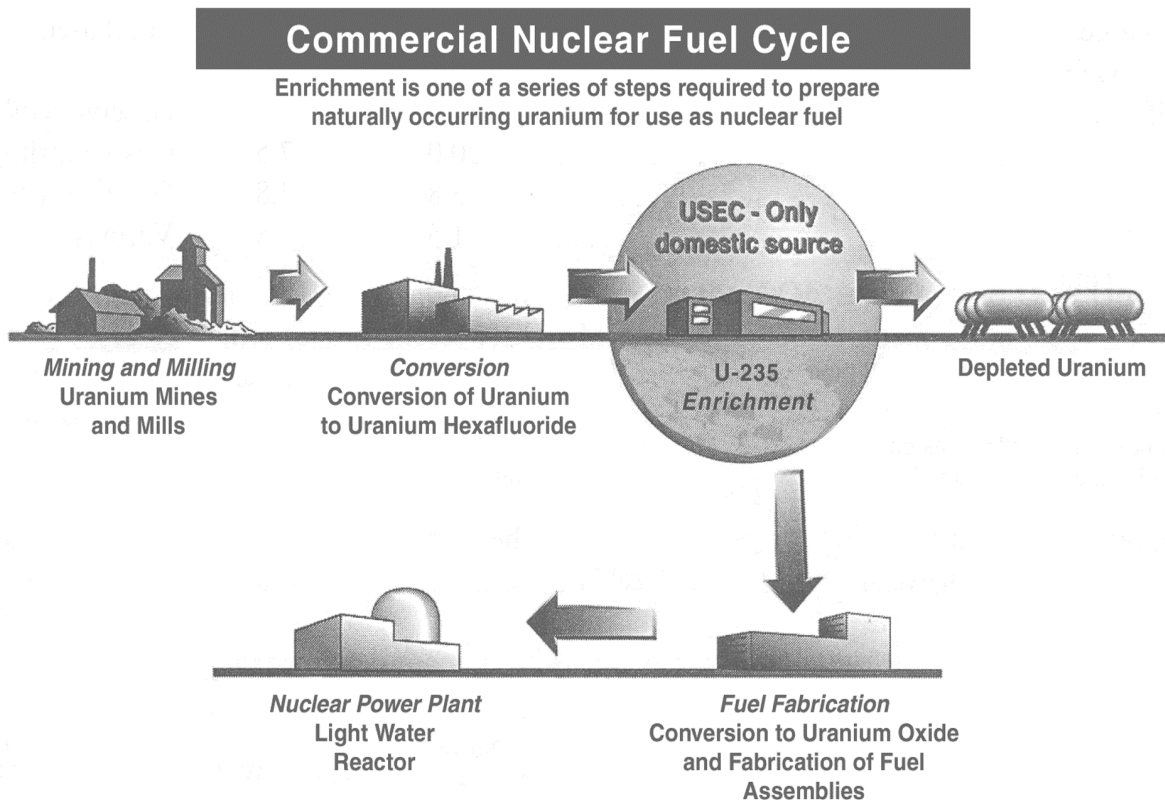 Commercial Nuclear Fuel Cycle
Enrichment is one of a series of steps required to prepare
naturally occurring uranium for use as nuclear fuel
USEC - Only
domestic source
Mining and Milling
Uranium Mines
and Mills
Conversion
Conversion of Uranium
to Uranium Hexafluoride
U-235
Enrichment
Depleted Uranium
Nuclear Power Plant
Light Water
Reactor
Fuel Fabrication
Conversion to Uranium Oxide
and Fabrication of Fuel
Assemblies